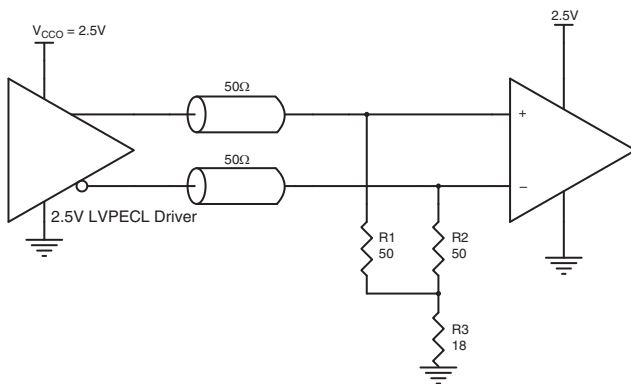 V_CCO = 2.5V
2.5V
50Ω
+
50Ω
−
2.5V LVPECL Driver
R1
50
R2
50
R3
18